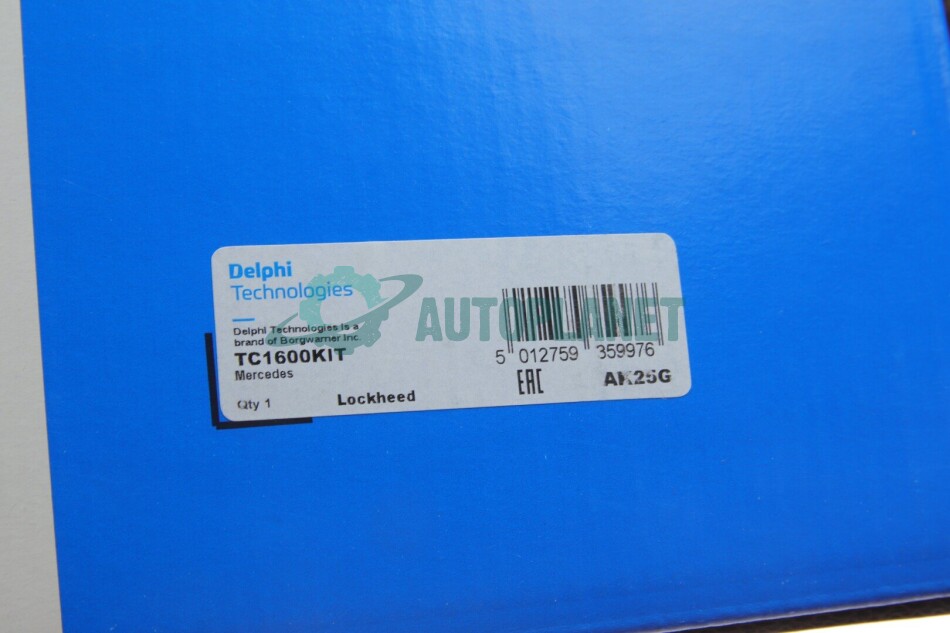 Delphi
Technologies
Delphi Technologies is a
brand of Borgwarner Inc.
TC1600KIT
Mercedes
Qty 1
Lockheed
AUTOPLANET
5 012759 359976
EAC
AK25G